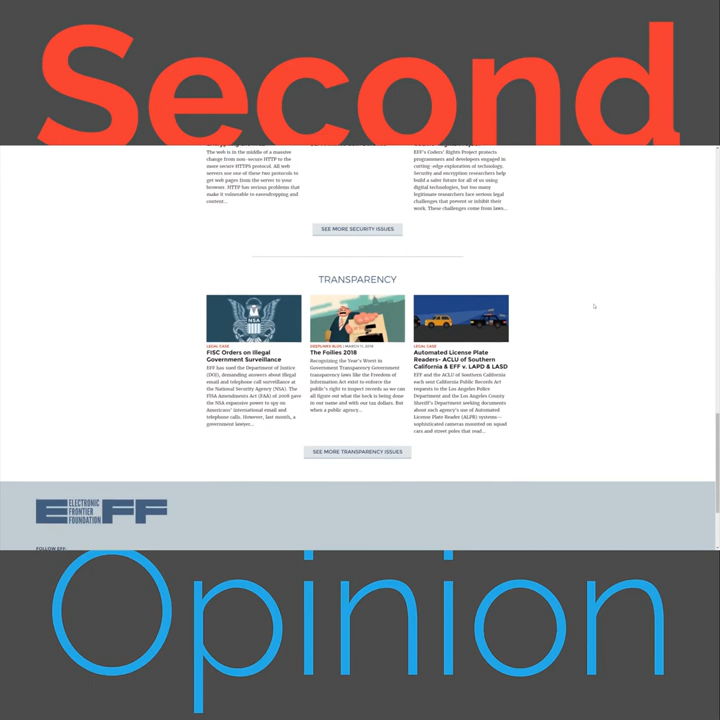 Second
The web is in the middle of a massive
change from non-secure HTTP to the
more secure HTTPS protocol. All web
servers use one of these two protocols to
get web pages from the server to your
browser. HTTP has serious problems that
make it vulnerable to eavesdropping and
content...
EFF's Coders' Rights Project protects
programmers and developers engaged in
cutting-edge exploration of technology.
Security and encryption researchers help
build a safer future for all of us using
digital technologies, but too many
legitimate researchers face serious legal
challenges that prevent or inhibit their
work. These challenges come from laws...
SEE MORE SECURITY ISSUES
TRANSPARENCY
NSA
LEGAL CASE
FISC Orders on Illegal
Government Surveillance
EFF has sued the Department of Justice
(DOJ), demanding answers about illegal
email and telephone call surveillance at
the National Security Agency (NSA). The
FISA Amendments Act (FAA) of 2008 gave
the NSA expansive power to spy on
Americans' international email and
telephone calls. However, last month, a
government lawyer...
DEEPLINKS BLOG | MARCH 11, 2018
The Foilies 2018
Recognizing the Year's Worst in
Government Transparency Government
transparency laws like the Freedom of
Information Act exist to enforce the
public's right to inspect records so we can
all figure out what the heck is being done
in our name and with our tax dollars. But
when a public agency...
LEGAL CASE
Automated License Plate
Readers- ACLU of Southern
California & EFF v. LAPD & LASD
EFF and the ACLU of Southern California
each sent California Public Records Act
requests to the Los Angeles Police
Department and the Los Angeles County
Sheriff's Department seeking documents
about each agency's use of Automated
License Plate Reader (ALPR) systems—
sophisticated cameras mounted on squad
cars and street poles that read...
SEE MORE TRANSPARENCY ISSUES
EFF
ELECTRONIC
FRONTIER
FOUNDATION
FOLLOW EFF:
Opinion